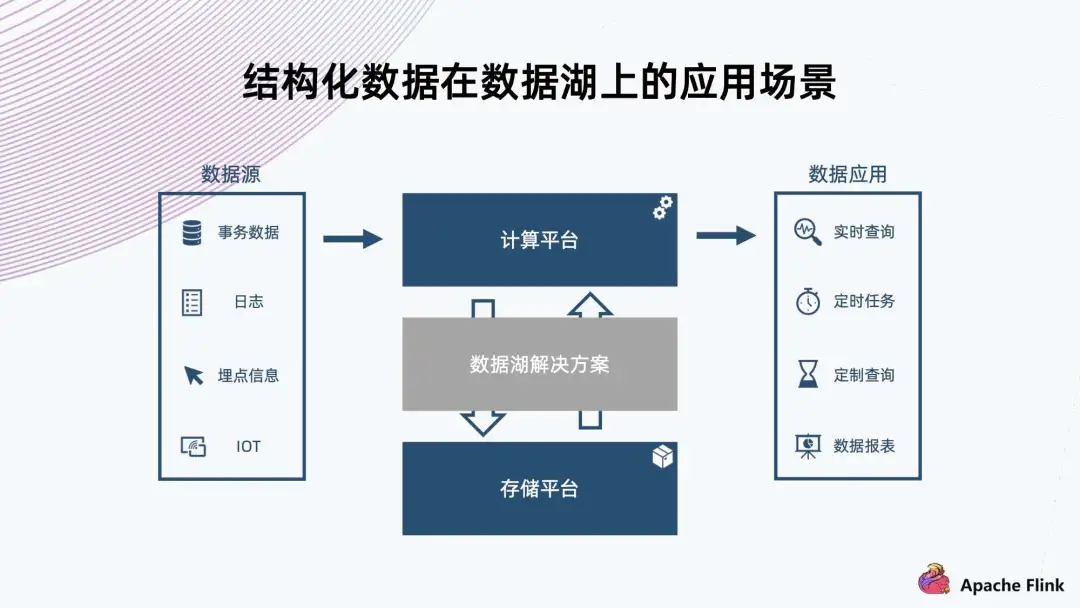 结构化数据在数据湖上的应用场景
数据源
事务数据
日志
埋点信息
IOT
计算平台
数据湖解决方案
存储平台
数据应用
实时查询
定时任务
定制查询
数据报表
Apache Flink